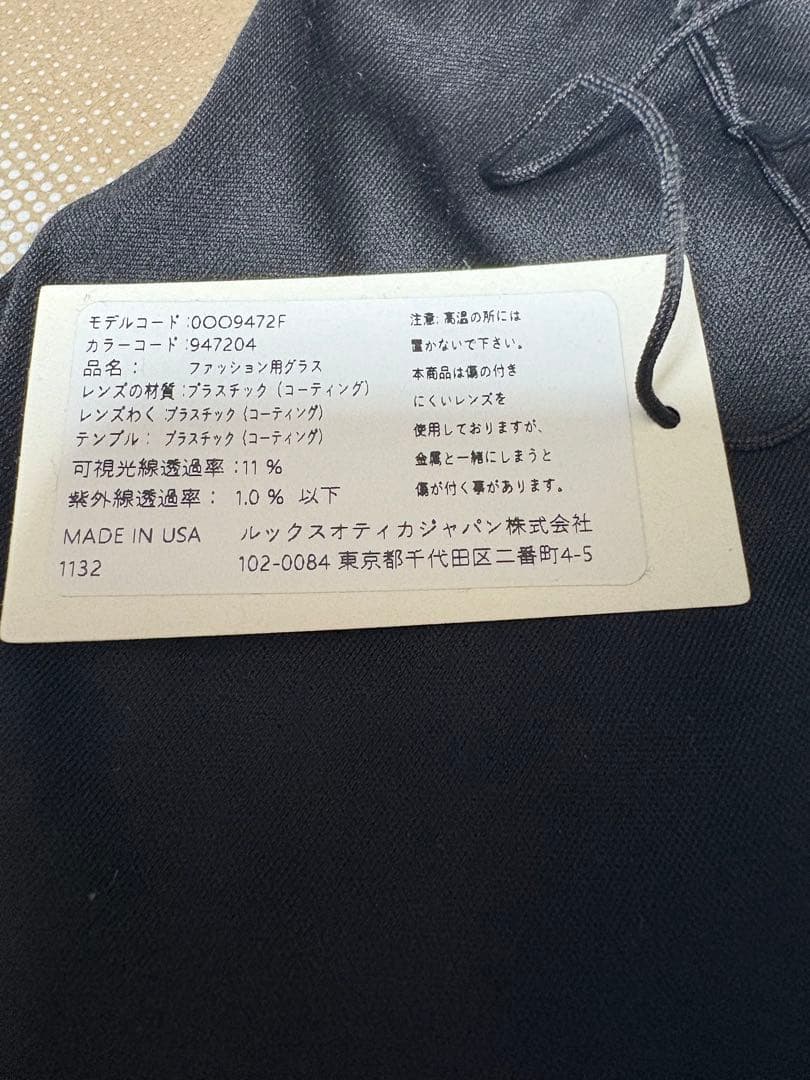 モデルコード:0OO9472F
カラーコード:947204
品名: ファッション用グラス
レンズの材質:プラスチック (コーティング)
レンズわく:プラスチック (コーティング)
テンプル: プラスチック (コーティング)
可視光線透過率:11 %
紫外線透過率: 1.0 % 以下
MADE IN USA
1132
注意: 高温の所には
置かないで下さい。
本商品は傷の付き
にくいレンズを
使用しておりますが、
金属と一緒にしまうと
傷が付く事があります。
ルックスオティカジャパン株式会社
102-0084 東京都千代田区二番町4-5